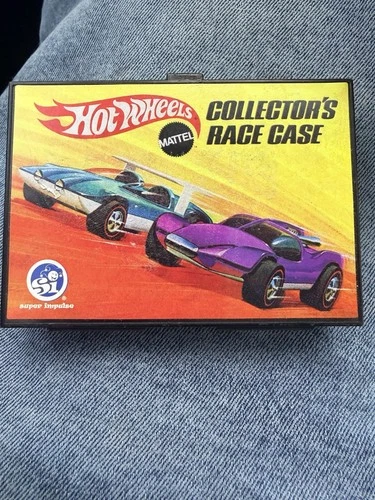 HOT WHEELS
MATTEL
COLLECTOR'S
RACE CASE
Si
®
super impulse